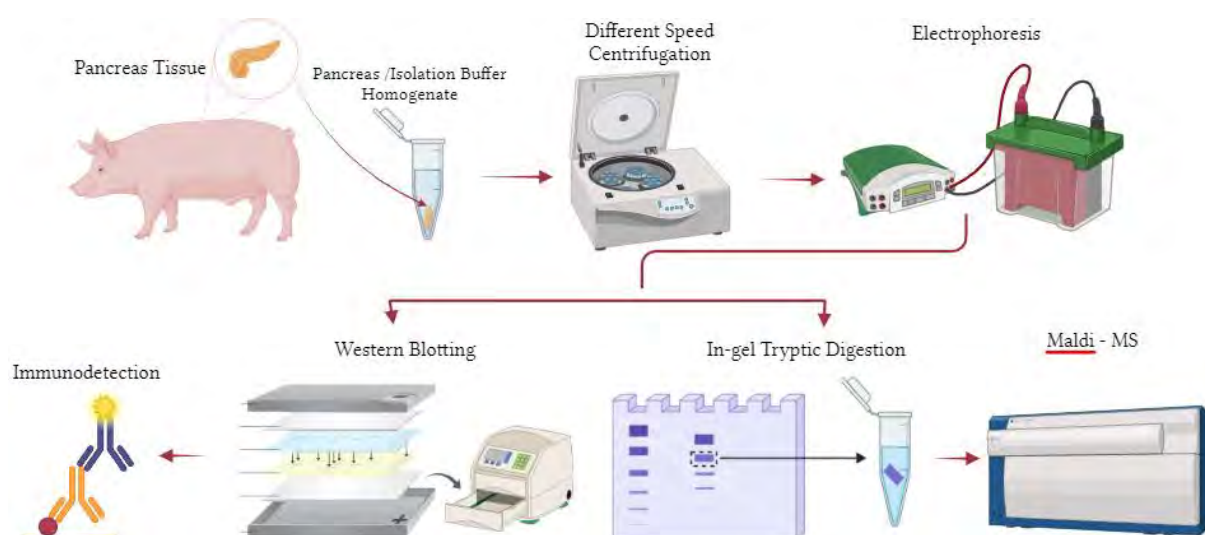 Pancreas Tissue
Pancreas /Isolation Buffer
Homogenate
Different Speed
Centrifugation
Electrophoresis
Immunodetection
Western Blotting
In-gel Tryptic Digestion
Maldi - MS